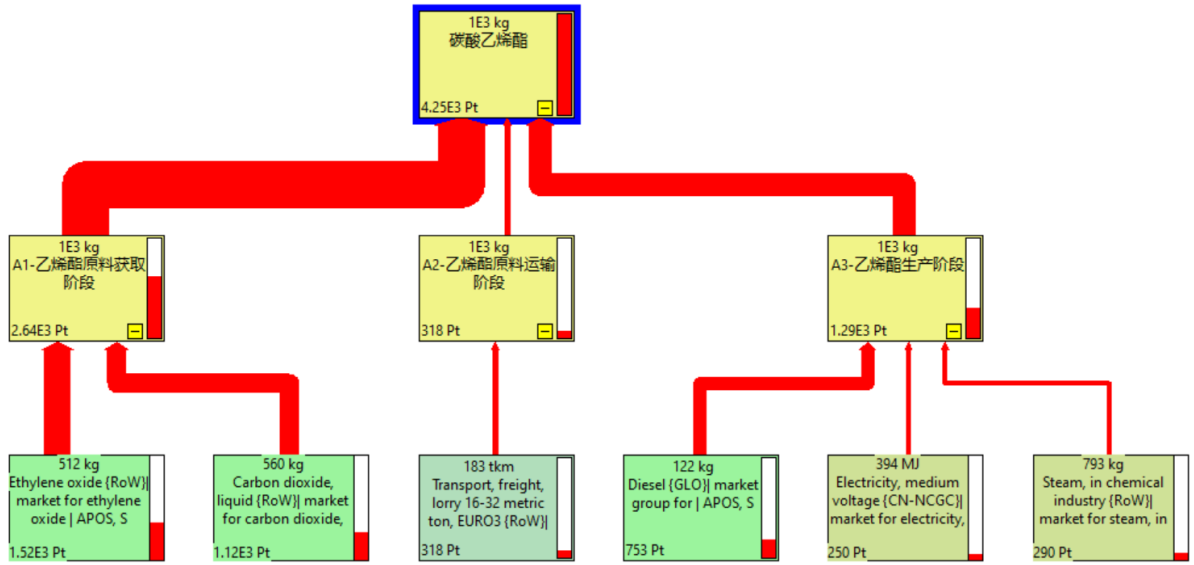 1E3 kg
碳酸乙烯酯
4.25E3 Pt
1E3 kg
A1-乙烯酯原料获取
阶段
2.64E3 Pt
1E3 kg
A2-乙烯酯原料运输
阶段
318 Pt
1E3 kg
A3-乙烯酯生产阶段
1.29E3 Pt
512 kg
Ethylene oxide {RoW}|
market for ethylene
oxide | APOS, S
1.52E3 Pt
560 kg
Carbon dioxide,
liquid {RoW}| market
for carbon dioxide,
1.12E3 Pt
183 tkm
Transport, freight,
lorry 16-32 metric
ton, EURO3 {RoW}|
318 Pt
122 kg
Diesel {GLO}| market
group for | APOS, S
753 Pt
394 MJ
Electricity, medium
voltage {CN-NCGC}|
market for electricity,
250 Pt
793 kg
Steam, in chemical
industry {RoW}|
market for steam, in
290 Pt